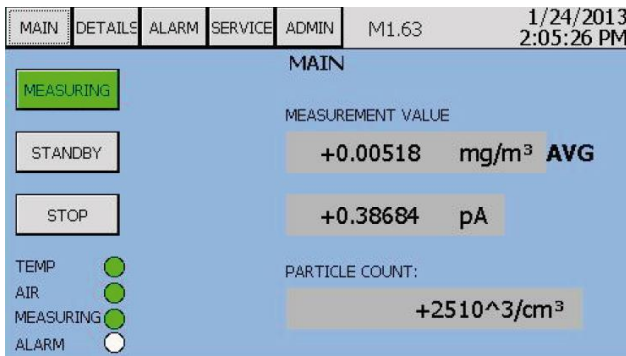 MAIN DETAILS ALARM SERVICE ADMIN M1.63 1/24/2013
2:05:26 PM
MAIN
MEASURING
MEASUREMENT VALUE
STANDBY
+0.00518 mg/m³ AVG
STOP
+0.38684 pA
TEMP
PARTICLE COUNT:
AIR
+2510^3/cm³
MEASURING
ALARM